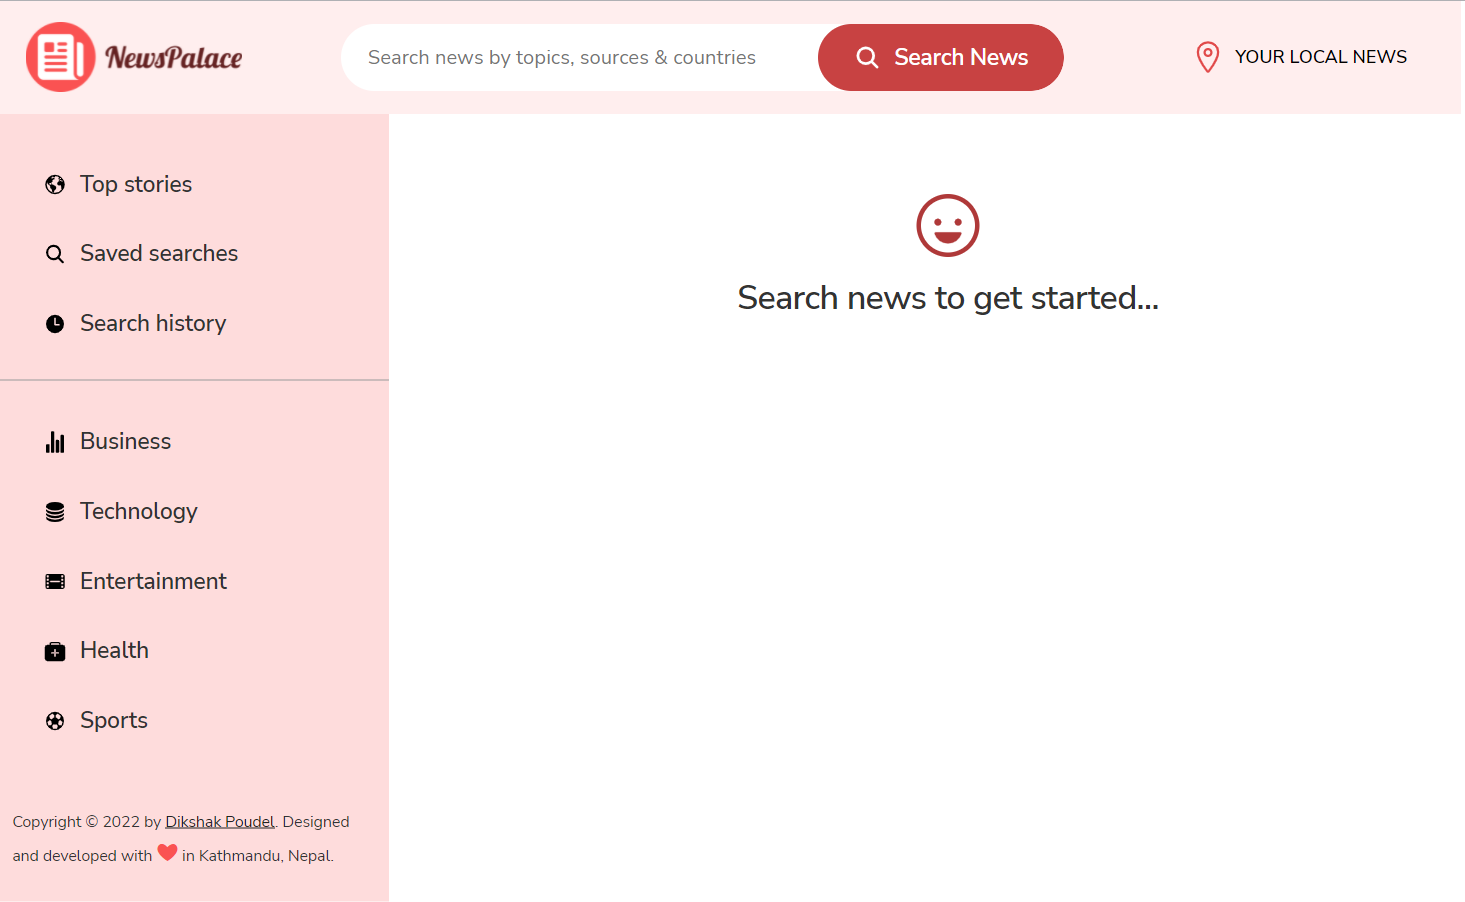 NewsPalace
Search news by topics, sources & countries
Search News
YOUR LOCAL NEWS
Top stories
Saved searches
Search history
Business
Technology
Entertainment
Health
Sports
Copyright © 2022 by Dikshak Poudel. Designed
and developed with ❤ in Kathmandu, Nepal.
Search news to get started...